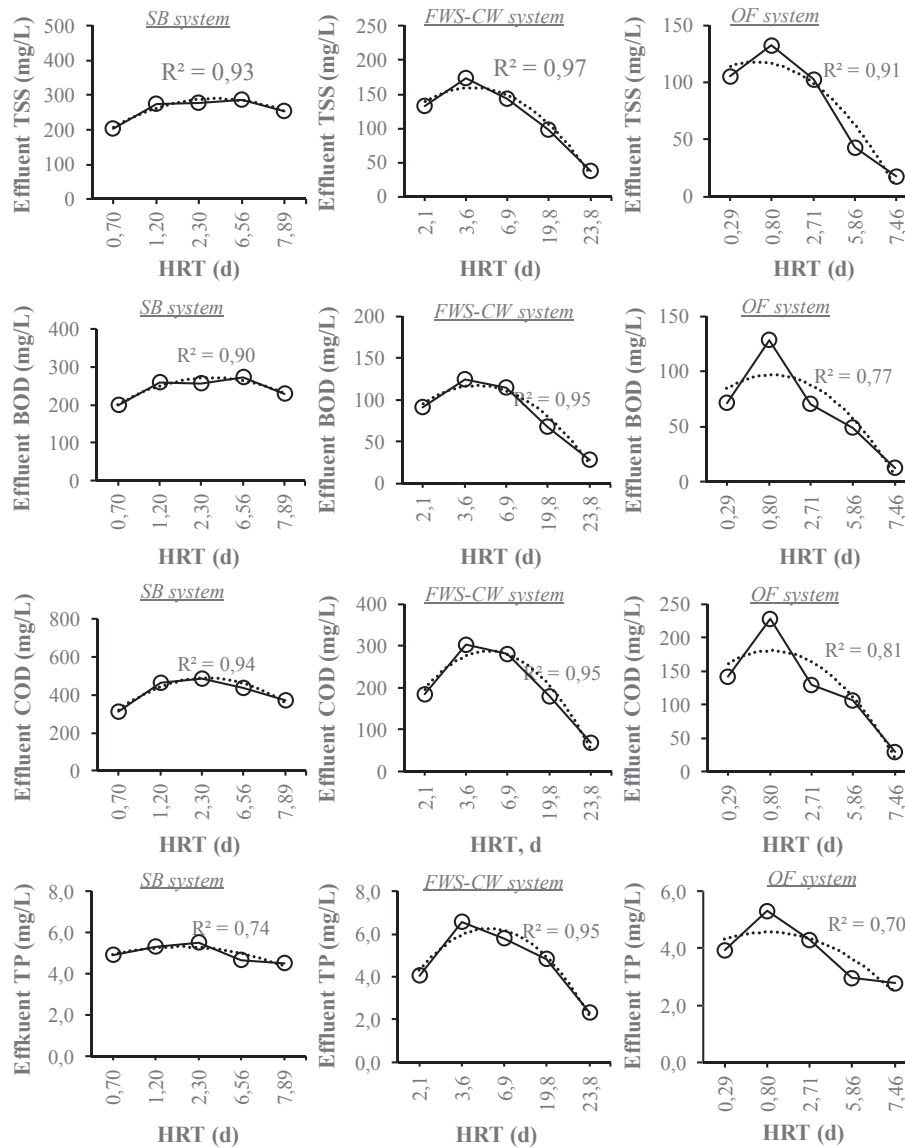 SB system
Effluent TSS (mg/L)
500
400
300
200
100
0
R² = 0,93
0,70
1,20
2,30
6,56
7,89
HRT (d)
FWS-CW system
Effluent TSS (mg/L)
250
200
150
100
50
0
R² = 0,97
2,1
3,6
6,9
19,8
23,8
HRT (d)
OF system
Effluent TSS (mg/L)
150
100
50
0
R² = 0,91
0,29
0,80
2,71
5,86
7,46
HRT (d)
SB system
Effluent BOD (mg/L)
400
300
200
100
0
R² = 0,90
0,70
1,20
2,30
6,56
7,89
HRT (d)
FWS-CW system
Effluent BOD (mg/L)
200
150
100
50
0
R² = 0,95
2,1
3,6
6,9
19,8
23,8
HRT (d)
OF system
Effluent BOD (mg/L)
150
100
50
0
R² = 0,77
0,29
0,80
2,71
5,86
7,46
HRT (d)
SB system
Effluent COD (mg/L)
800
600
400
200
0
R² = 0,94
0,70
1,20
2,30
6,56
7,89
HRT (d)
FWS-CW system
Effluent COD (mg/L)
400
300
200
100
0
R² = 0,95
2,1
3,6
6,9
19,8
23,8
HRT, d
OF system
Effluent COD (mg/L)
250
200
150
100
50
0
R² = 0,81
0,29
0,80
2,71
5,86
7,46
HRT (d)
SB system
Effkuent TP (mg/L)
8,0
6,0
4,0
2,0
0,0
R² = 0,74
0,70
1,20
2,30
6,56
7,89
HRT (d)
FWS-CW system
Effluent TP (mg/L)
8,0
6,0
4,0
2,0
0,0
R² = 0,95
2,1
3,6
6,9
19,8
23,8
HRT (d)
OF system
Effluent TP (mg/L)
6,0
4,0
2,0
0,0
R² = 0,70
0,29
0,80
2,71
5,86
7,46
HRT (d)